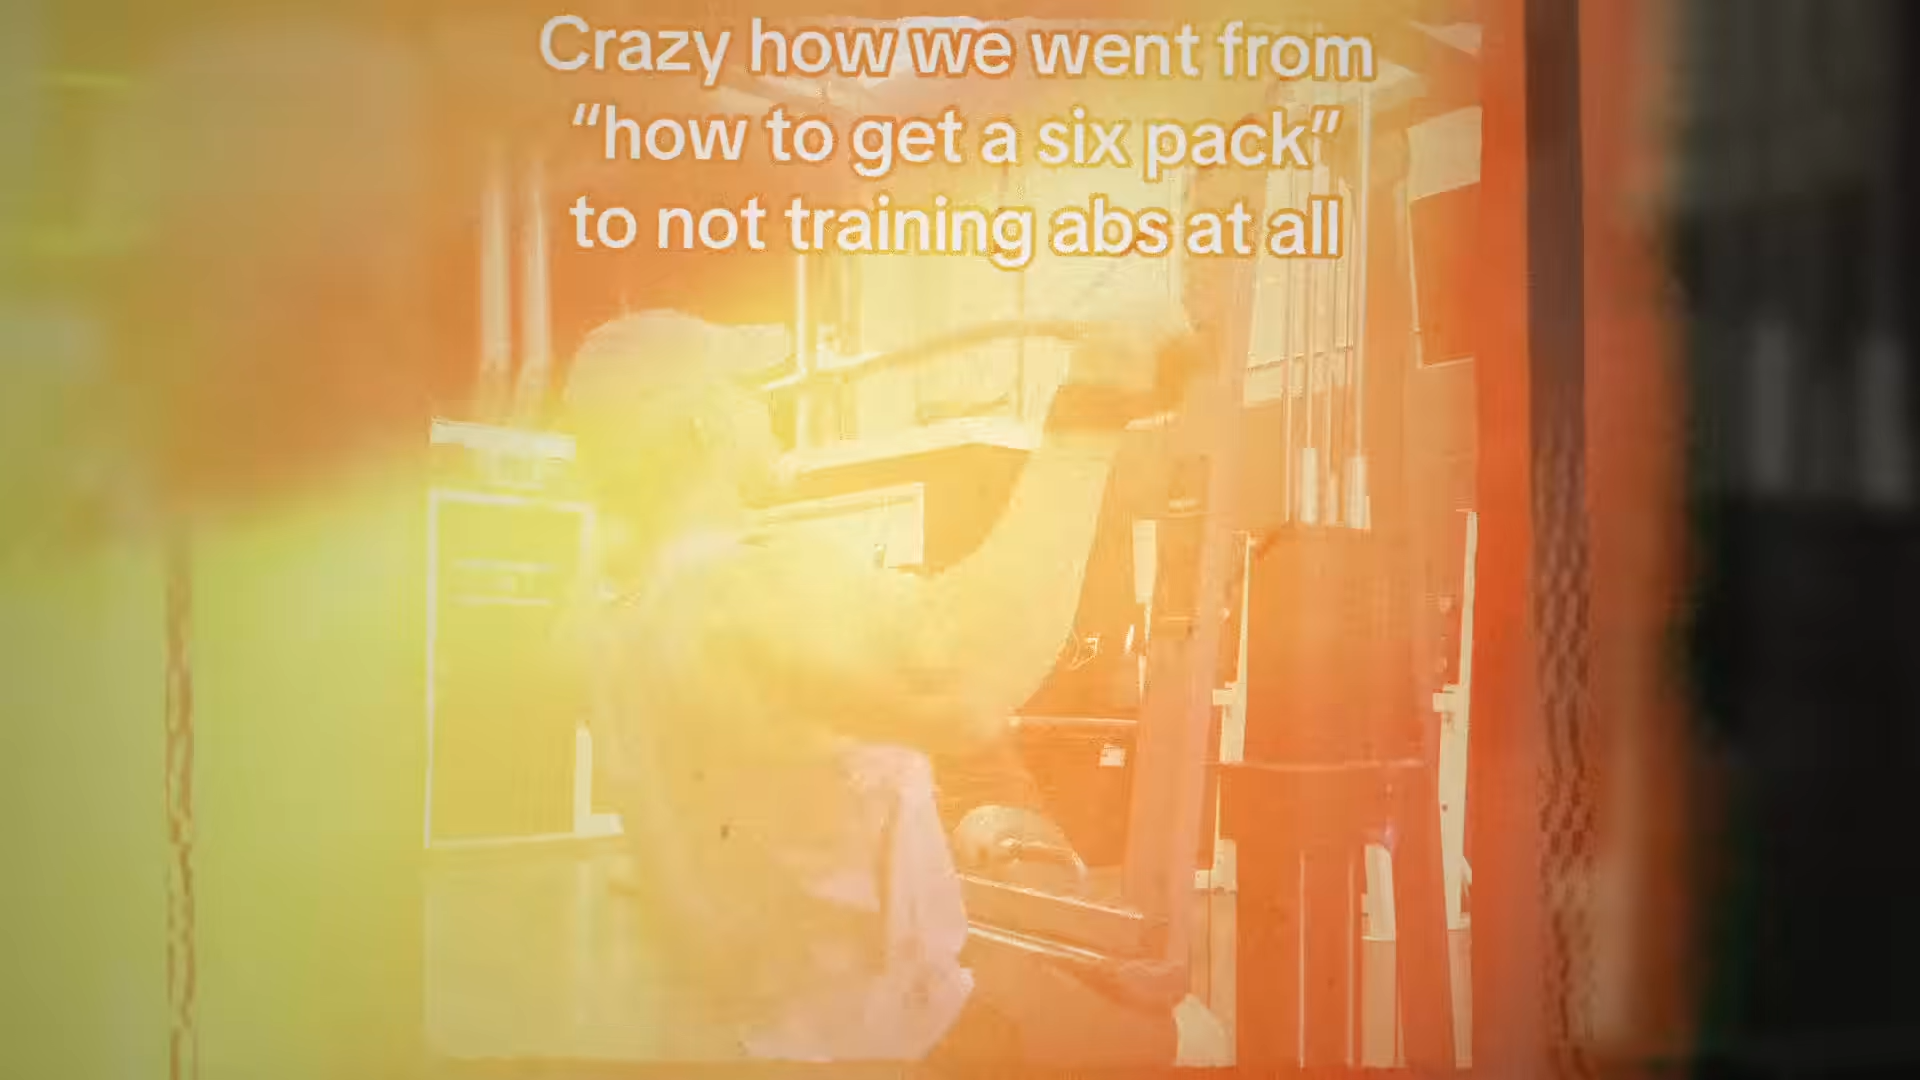 Crazy how we went from
“how to get a six pack”
to not training abs at all